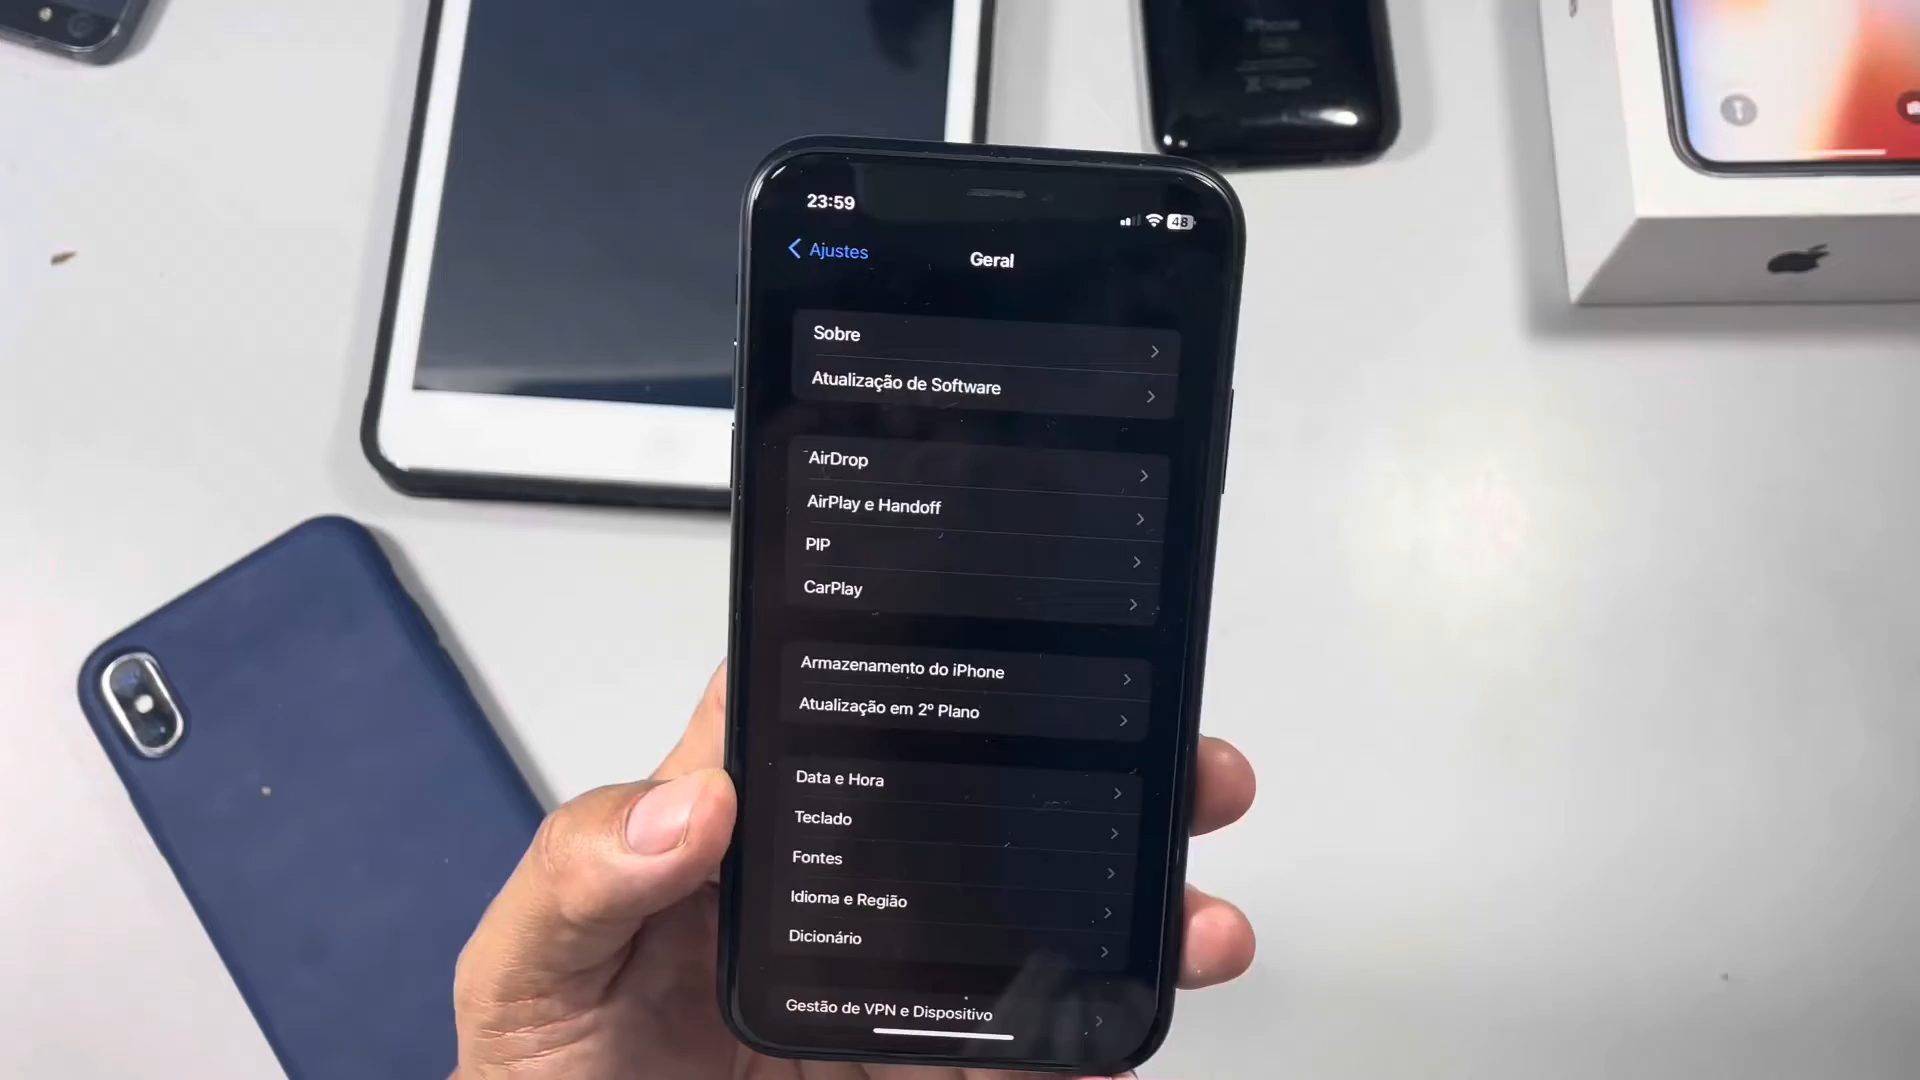 iPhone
23:59
48
Ajustes
Geral
Sobre
Atualização de Software
AirDrop
AirPlay e Handoff
PIP
CarPlay
Armazenamento do iPhone
Atualização em 2º Plano
Data e Hora
Teclado
Fontes
Idioma e Região
Dicionário
Gestão de VPN e Dispositivo